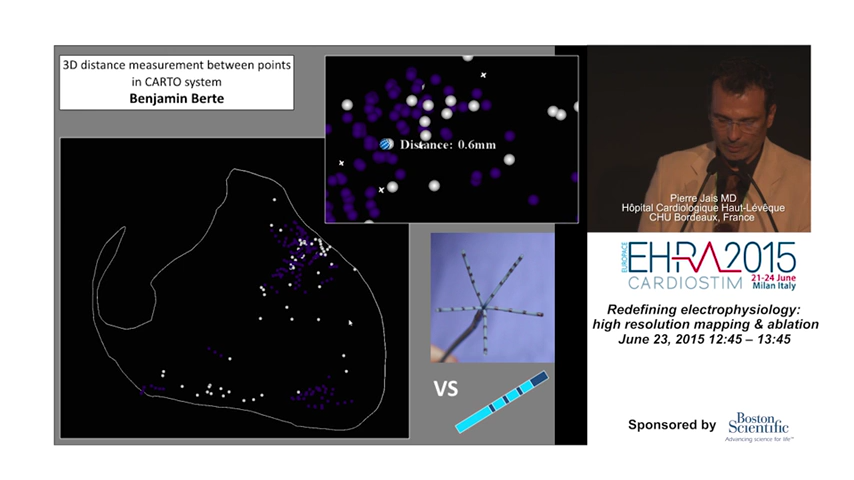 3D distance measurement between points
in CARTO system
Benjamin Berte
Distance: 0.6mm
VS
Pierre Jaïs MD
Hôpital Cardiologique Haut-Lévêque
CHU Bordeaux, France
EUROPACE
EHRA2015
CARDIOSTIM
21-24 June
Milan Italy
Redefining electrophysiology:
high resolution mapping & ablation
June 23, 2015 12:45 – 13:45
Sponsored by
Boston
Scientific
Advancing science for life™